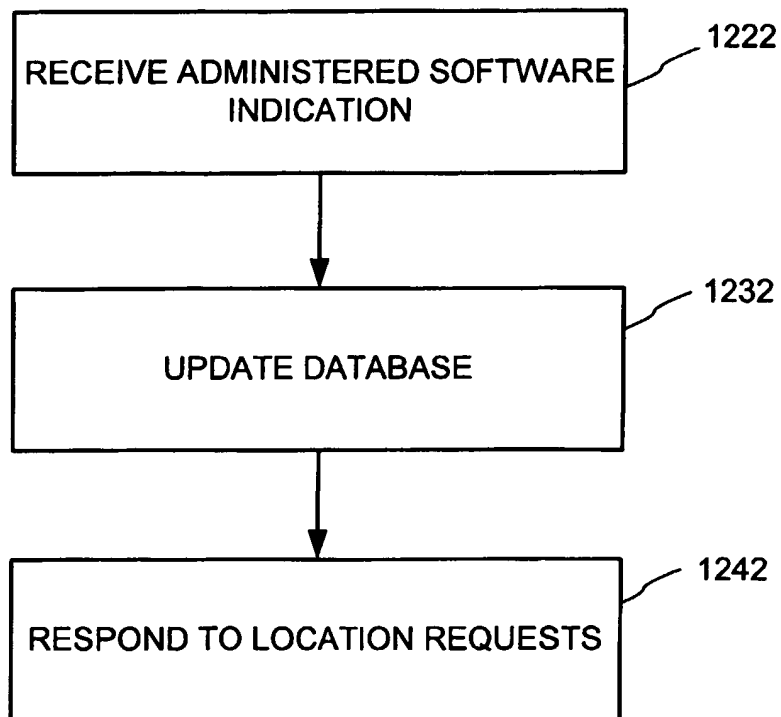 1222
RECEIVE ADMINISTERED SOFTWARE
INDICATION
1232
UPDATE DATABASE
1242
RESPOND TO LOCATION REQUESTS